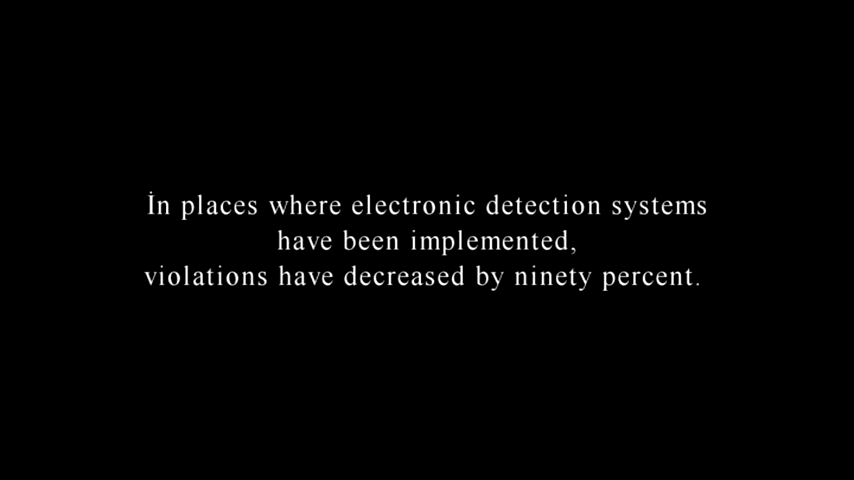 İn places where electronic detection systems
have been implemented,
violations have decreased by ninety percent.